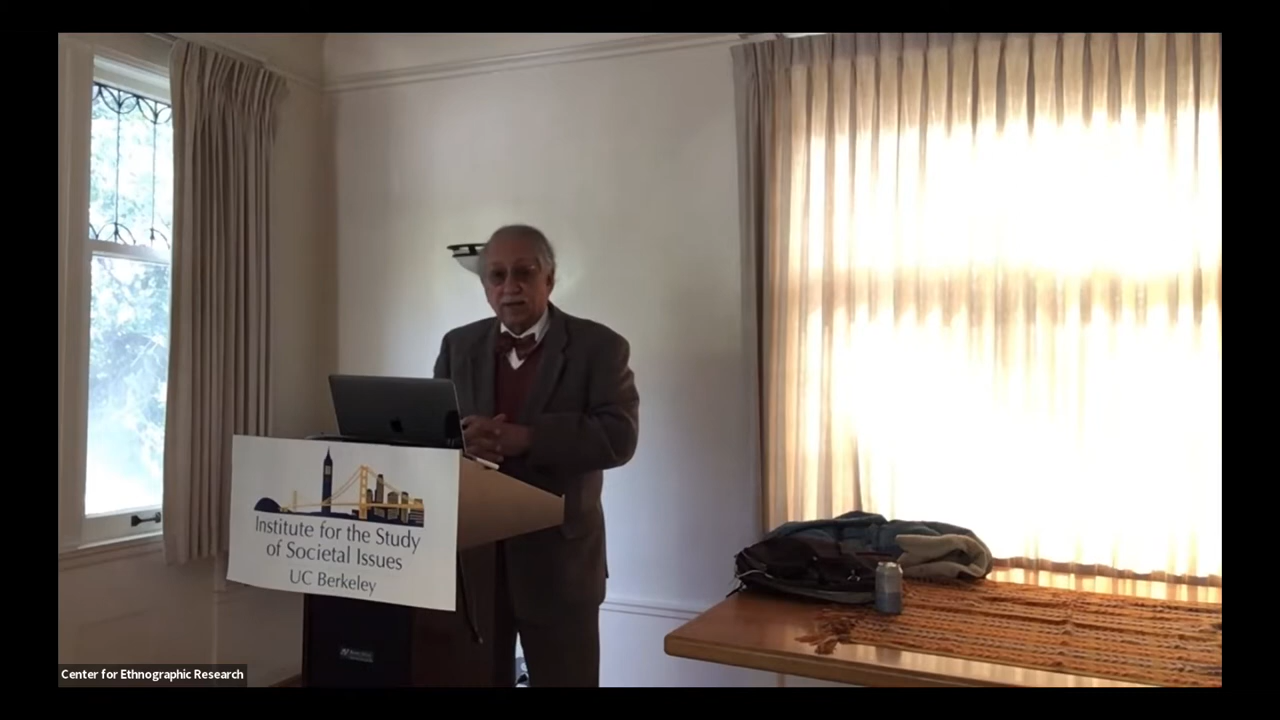 Institute for the Study
of Societal Issues
UC Berkeley
Center for Ethnographic Research